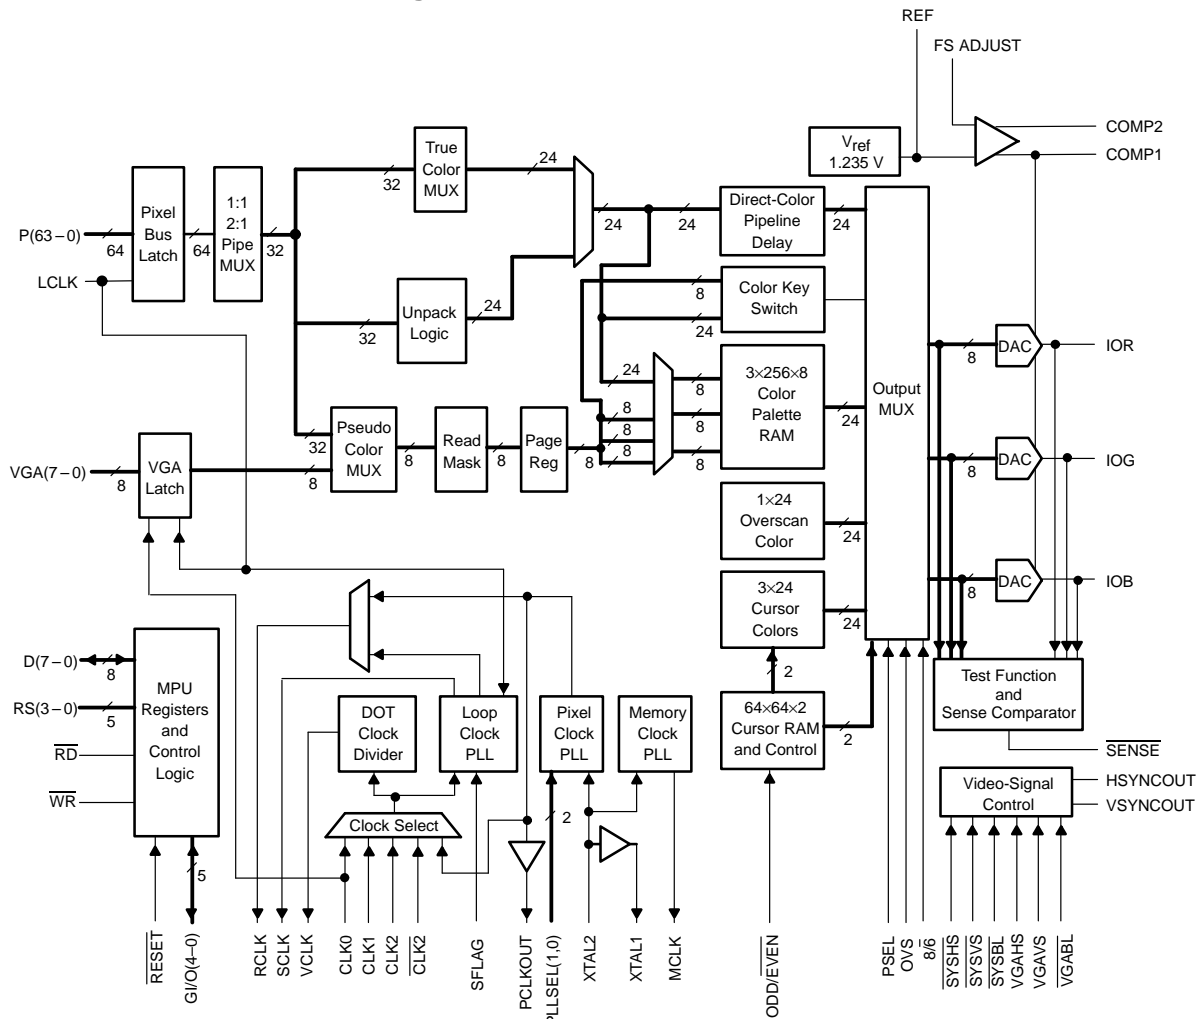 REF
FS ADJUST
COMP2
COMP1
Vref
1.235 V
True
Color
MUX
24
32
Pixel
Bus
Latch
1:1
2:1
Pipe
MUX
P(63–0)
64
64
32
LCLK
24
24
Direct-Color
Pipeline
Delay
24
Unpack
Logic
24
32
8
Color Key
Switch
24
24
8
8
8
8
8
8
3×256×8
Color
Palette
RAM
24
Output
MUX
8
DAC
IOR
8
DAC
IOG
8
DAC
IOB
VGA(7–0)
8
VGA
Latch
32
8
Pseudo
Color
MUX
8
Read
Mask
8
Page
Reg
8
1×24
Overscan
Color
24
3×24
Cursor
Colors
24
2
64×64×2
Cursor RAM
and Control
2
D(7–0)
8
RS(3–0)
5
RD
WR
MPU
Registers
and
Control
Logic
5
DOT
Clock
Divider
Loop
Clock
PLL
Pixel
Clock
PLL
Memory
Clock
PLL
Clock Select
2
Test Function
and
Sense Comparator
SENSE
Video-Signal
Control
HSYNCOUT
VSYNCOUT
RESET
GI/O(4–0)
RCLK
SCLK
VCLK
CLK0
CLK1
CLK2
CLK2
SFLAG
PCLKOUT
PLLSEL(1,0)
XTAL2
XTAL1
MCLK
ODD/EVEN
PSEL
OVS
8/6
SYSHS
SYSVS
SYSBL
VGAHS
VGAVS
VGABL